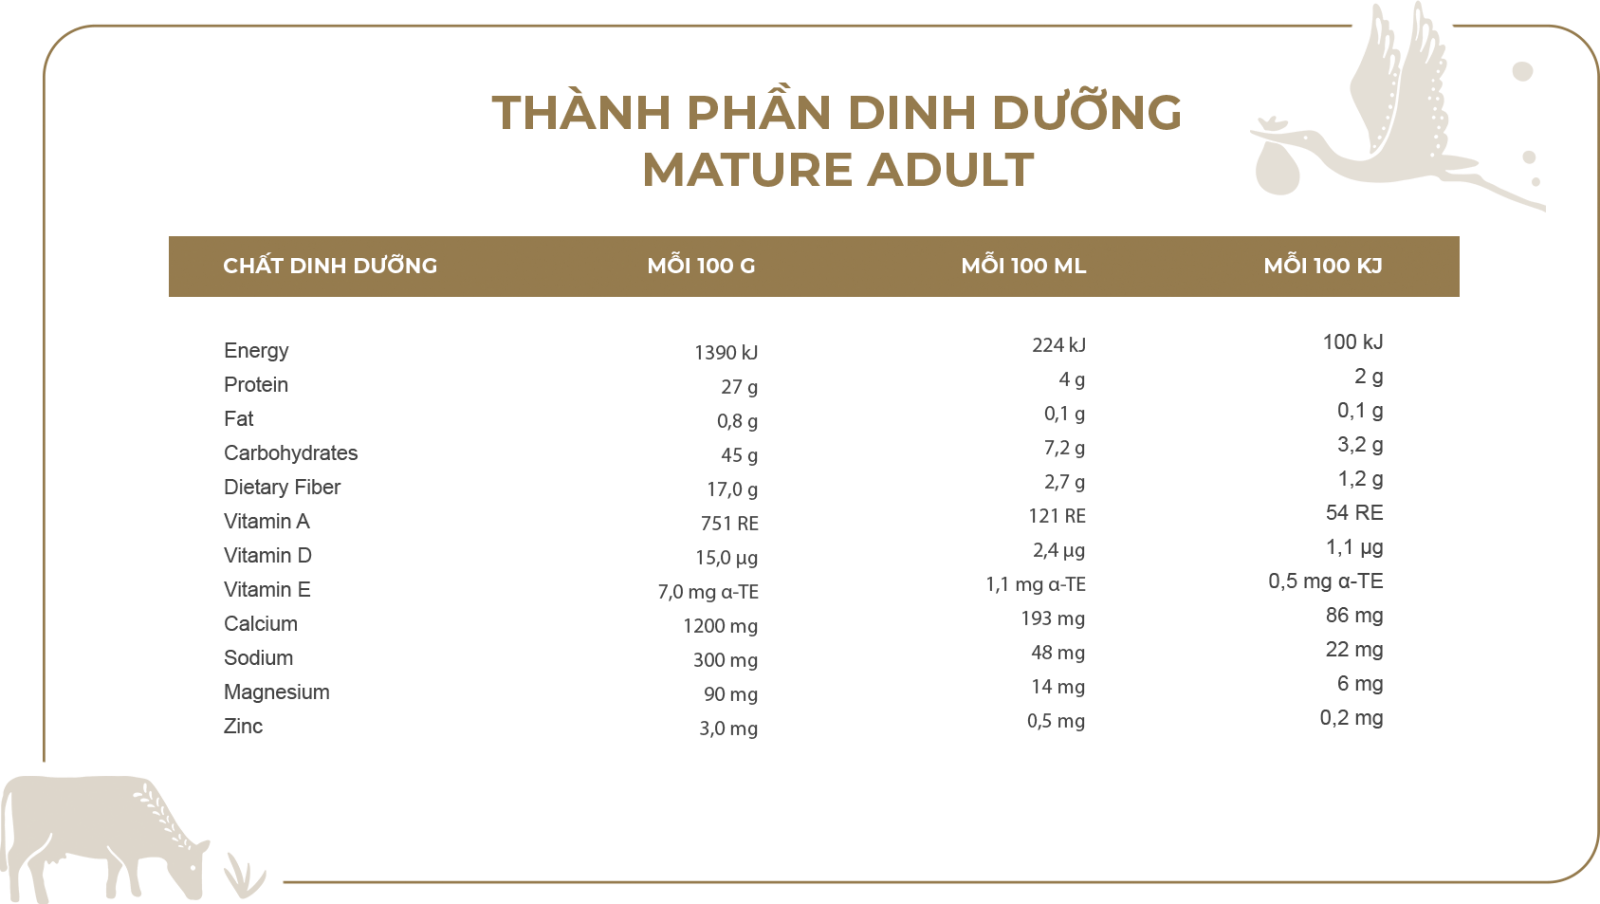 THÀNH PHẦN DINH DƯỠNG
MATURE ADULT
CHẤT DINH DƯỠNG MỖI 100 G MỖI 100 ML MỖI 100 KJ
Energy 1390 kJ 224 kJ 100 kJ
Protein 27 g 4 g 2 g
Fat 0,8 g 0,1 g 0,1 g
Carbohydrates 45 g 7,2 g 3,2 g
Dietary Fiber 17,0 g 2,7 g 1,2 g
Vitamin A 751 RE 121 RE 54 RE
Vitamin D 15,0 µg 2,4 µg 1,1 µg
Vitamin E 7,0 mg α-TE 1,1 mg α-TE 0,5 mg α-TE
Calcium 1200 mg 193 mg 86 mg
Sodium 300 mg 48 mg 22 mg
Magnesium 90 mg 14 mg 6 mg
Zinc 3,0 mg 0,5 mg 0,2 mg